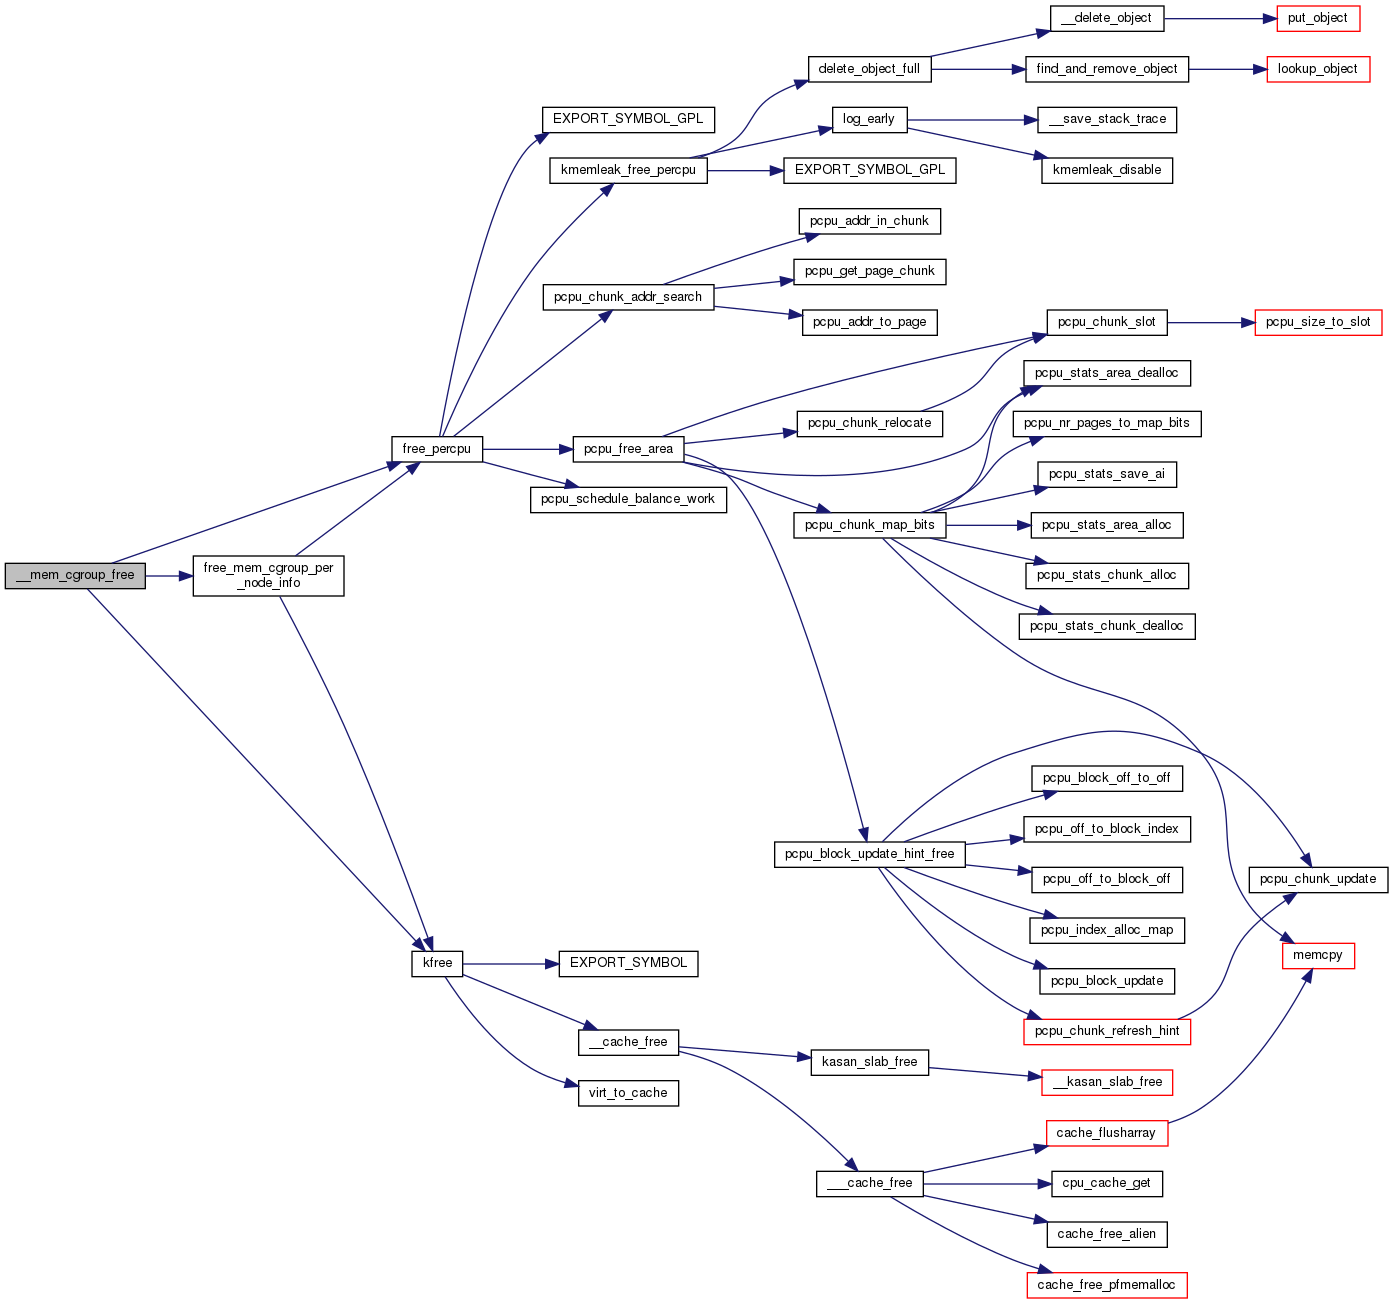 __delete_object
put_object
delete_object_full
find_and_remove_object
lookup_object
EXPORT_SYMBOL_GPL
log_early
__save_stack_trace
kmemleak_free_percpu
EXPORT_SYMBOL_GPL
kmemleak_disable
pcpu_addr_in_chunk
pcpu_get_page_chunk
pcpu_chunk_addr_search
pcpu_addr_to_page
pcpu_chunk_slot
pcpu_size_to_slot
pcpu_stats_area_dealloc
pcpu_chunk_relocate
pcpu_nr_pages_to_map_bits
free_percpu
pcpu_free_area
pcpu_stats_save_ai
pcpu_schedule_balance_work
pcpu_chunk_map_bits
pcpu_stats_area_alloc
__mem_cgroup_free
free_mem_cgroup_per
_node_info
pcpu_stats_chunk_alloc
pcpu_stats_chunk_dealloc
pcpu_block_off_to_off
pcpu_off_to_block_index
pcpu_block_update_hint_free
pcpu_off_to_block_off
pcpu_chunk_update
pcpu_index_alloc_map
kfree
EXPORT_SYMBOL
memcpy
pcpu_block_update
pcpu_chunk_refresh_hint
__cache_free
kasan_slab_free
__kasan_slab_free
virt_to_cache
cache_flusharray
___cache_free
cpu_cache_get
cache_free_alien
cache_free_pfmemalloc